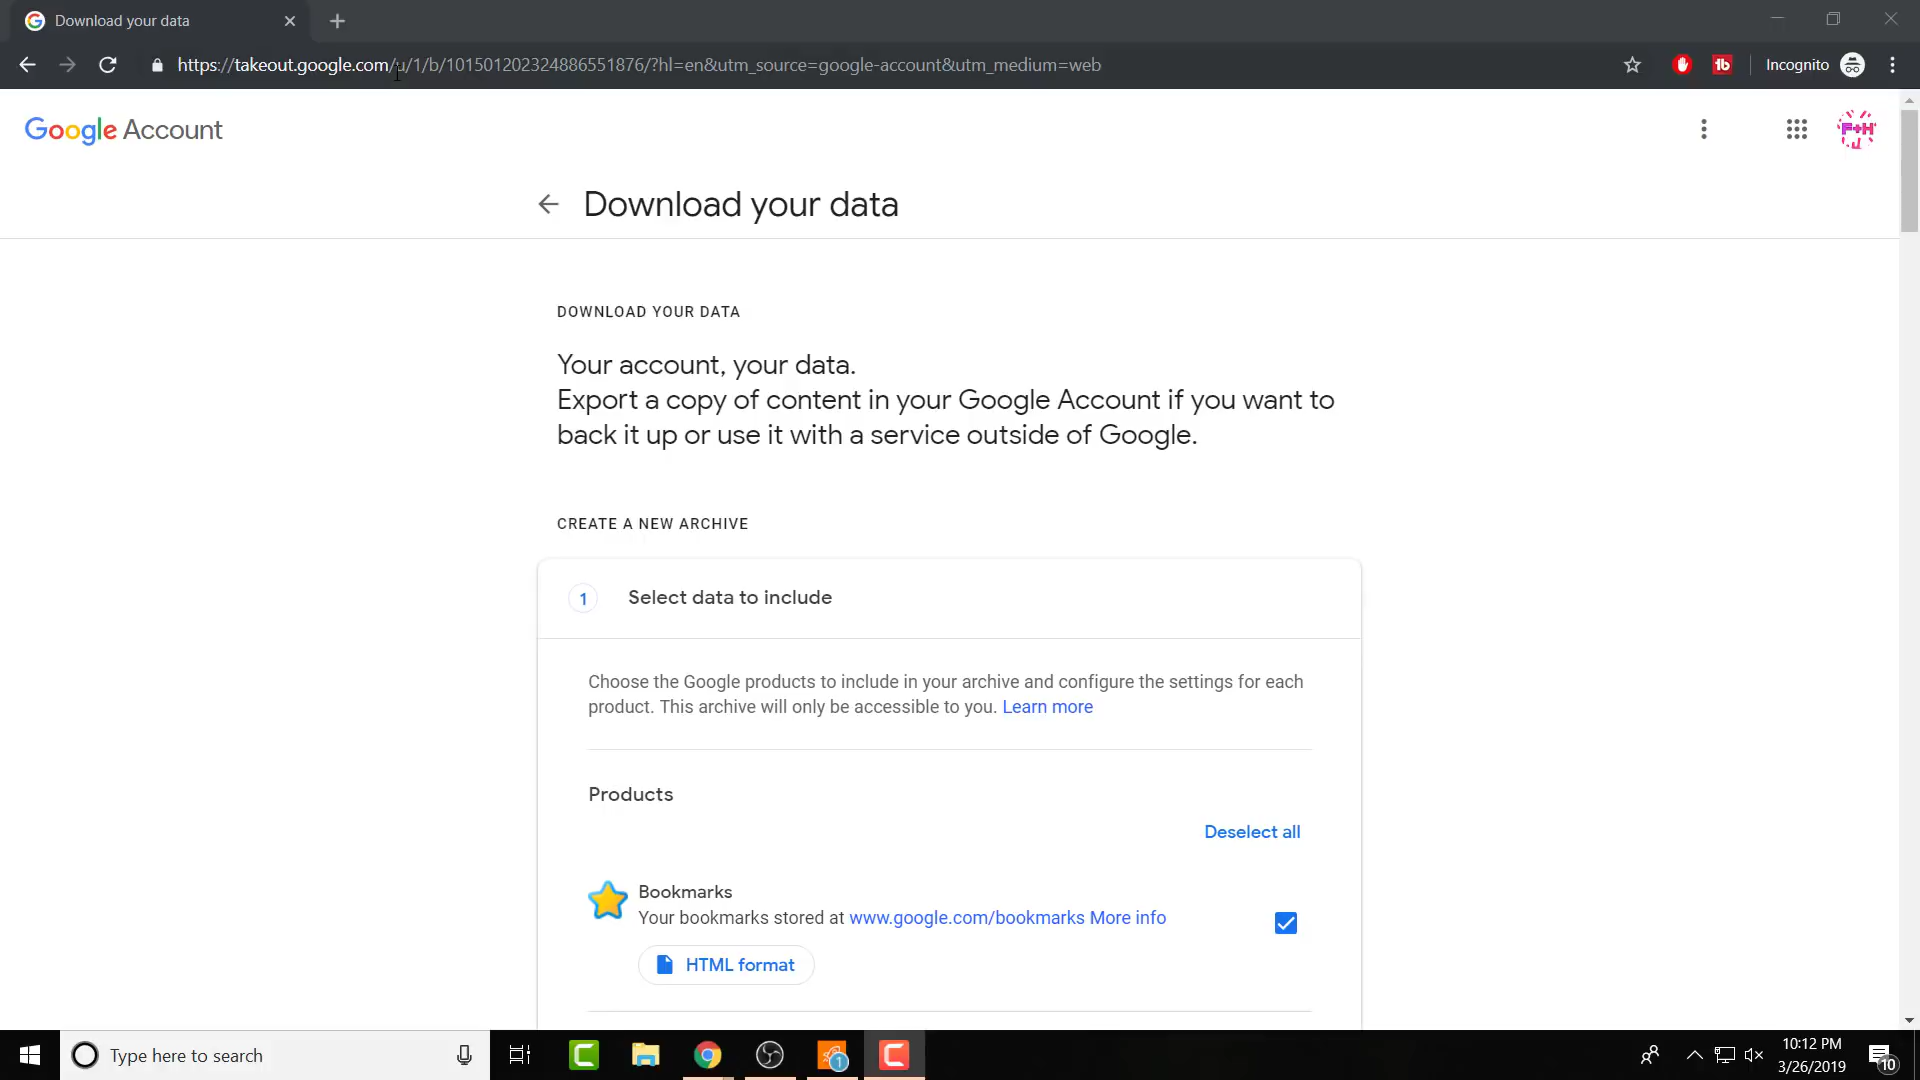 Download your data
https://takeout.google.com/u/1/b/101501202324886551876/?hl=en&utm_source=google-account&utm_medium=web
Incognito
Google Account
F+H
Download your data
DOWNLOAD YOUR DATA
Your account, your data.
Export a copy of content in your Google Account if you want to
back it up or use it with a service outside of Google.
CREATE A NEW ARCHIVE
1 Select data to include
Choose the Google products to include in your archive and configure the settings for each
product. This archive will only be accessible to you. Learn more
Products
Deselect all
Bookmarks
Your bookmarks stored at www.google.com/bookmarks More info
HTML format
Type here to search
1
10:12 PM
3/26/2019
10